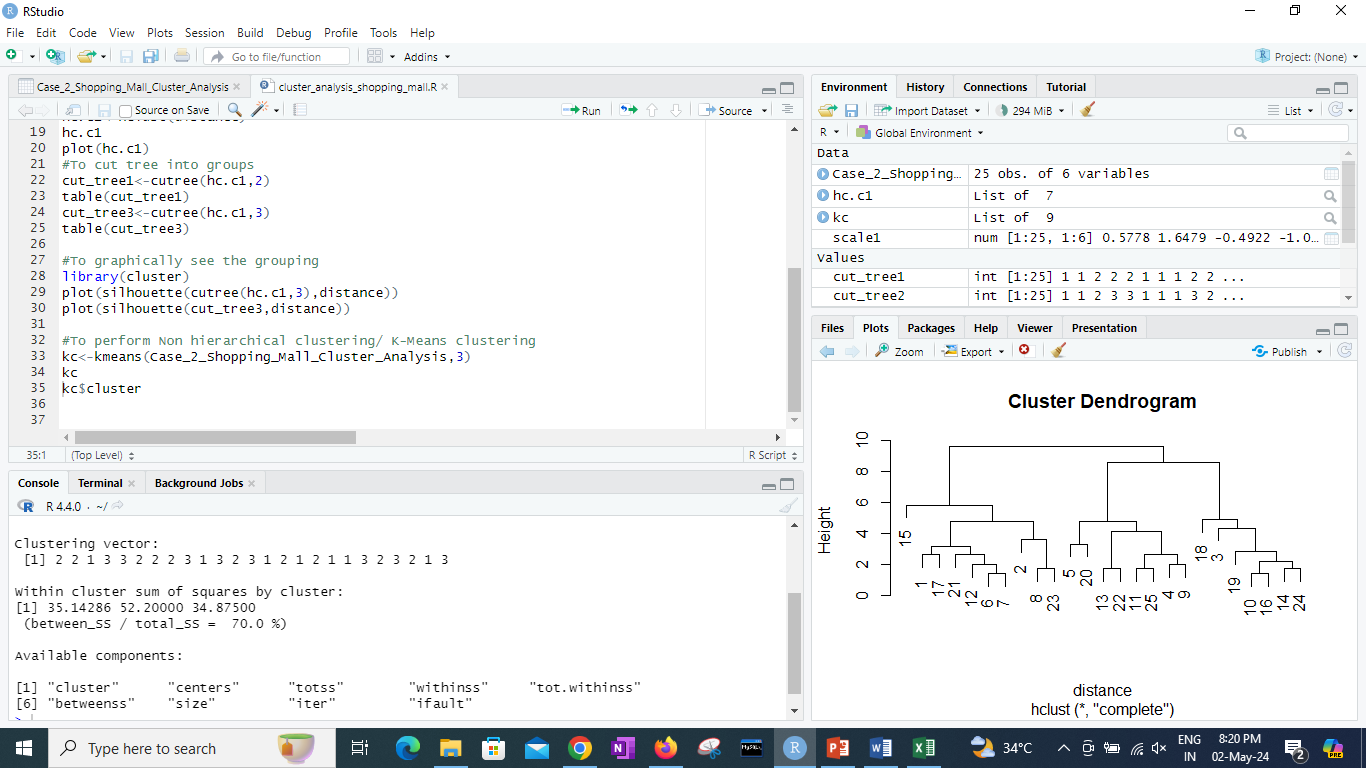 RStudio
File Edit Code View Plots Session Build Debug Profile Tools Help
Go to file/function Addins Project: (None)
Case_2_Shopping_Mall_Cluster_Analysis cluster_analysis_shopping_mall.R
Source on Save Run Source
19 hc.c1
20 plot(hc.c1)
21 #To cut tree into groups
22 cut_tree1<-cutree(hc.c1,2)
23 table(cut_tree1)
24 cut_tree3<-cutree(hc.c1,3)
25 table(cut_tree3)
26
27 #To graphically see the grouping
28 library(cluster)
29 plot(silhouette(cutree(hc.c1,3),distance))
30 plot(silhouette(cut_tree3,distance))
31
32 #To perform Non hierarchical clustering/ K-Means clustering
33 kc<-kmeans(Case_2_Shopping_Mall_Cluster_Analysis,3)
34 kc
35 kc$cluster
36
37
35:1 (Top Level) R Script
Console Terminal Background Jobs
R 4.4.0 · ~/
Clustering vector:
[1] 2 2 1 3 3 2 2 2 3 1 3 2 3 1 2 1 2 1 1 3 2 3 2 1 3
Within cluster sum of squares by cluster:
[1] 35.14286 52.20000 34.87500
(between_SS / total_SS = 70.0 %)
Available components:
[1] "cluster" "centers" "totss" "withinss" "tot.withinss"
[6] "betweenss" "size" "iter" "ifault"
>
Environment History Connections Tutorial
Import Dataset 294 MiB List
R Global Environment
Data
Case_2_Shopping… 25 obs. of 6 variables
hc.c1 List of 7
kc List of 9
scale1 num [1:25, 1:6] 0.5778 1.6479 -0.4922 -1.0…
Values
cut_tree1 int [1:25] 1 1 2 2 2 1 1 1 2 2 ...
cut_tree2 int [1:25] 1 1 2 3 3 1 1 1 3 2 ...
Files Plots Packages Help Viewer Presentation
Zoom Export Publish
Cluster Dendrogram
Height
0 2 4 6 8 10
15 1 17 21 12 6 7 2 8 23 5 20 13 22 11 25 4 9 18 3 19 10 16 14 24
distance
hclust (*, "complete")
Type here to search
MySQL
34°C
ENG
IN
8:20 PM
02-May-24
2
PRE